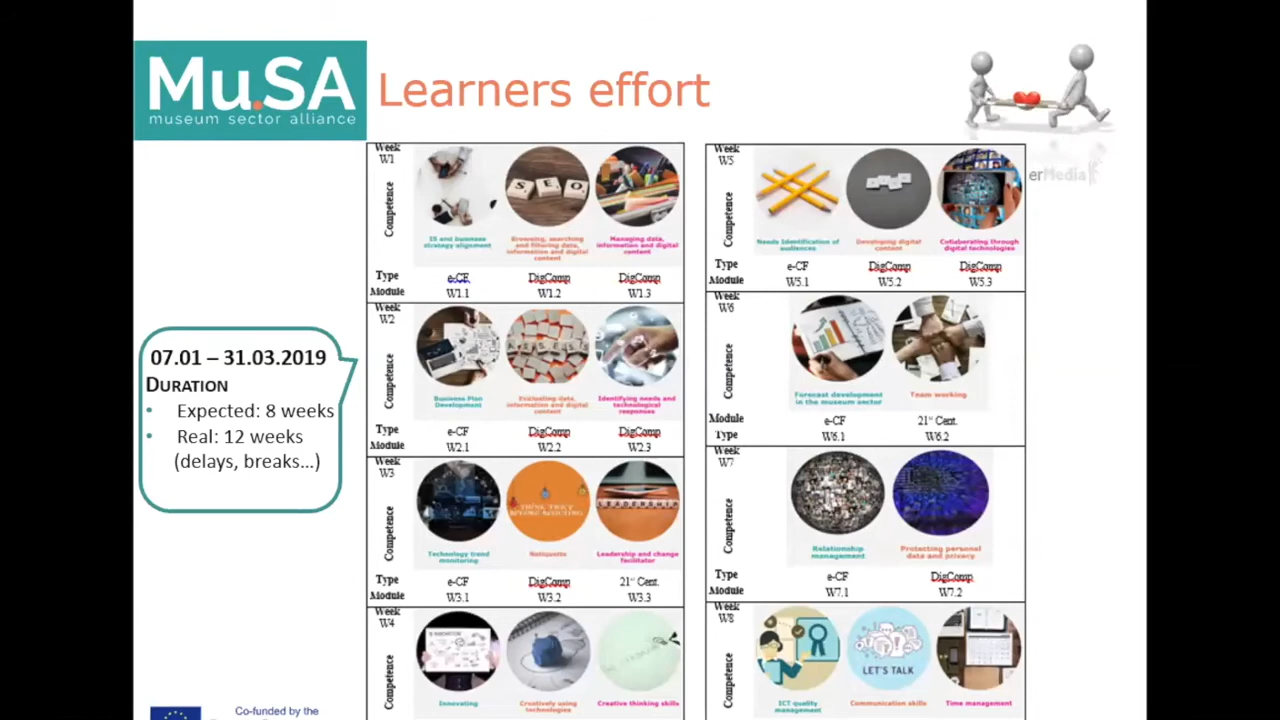 Mu.SA
museum sector alliance
Learners effort
erMedia
07.01 – 31.03.2019
DURATION
• Expected: 8 weeks
• Real: 12 weeks
(delays, breaks...)
Week
W1
Competence
SEO
IS and business
strategy alignment
Browsing, searching
and filtering data,
information and digital
content
Managing data,
information and digital
content
Type
e-CF
DigComp
DigComp
Module
W1.1
W1.2
W1.3
Week
W2
Competence
ASSESS
Business Plan
Development
Evaluating data,
information and digital
content
Identifying needs and
technological
responses
Type
e-CF
DigComp
DigComp
Module
W2.1
W2.2
W2.3
Week
W3
Competence
THINK TWICE
BEFORE
LEADERSHIP
Technology trend
monitoring
Netiquette
Leadership and change
facilitator
Type
e-CF
DigComp
21st Cent.
Module
W3.1
W3.2
W3.3
Week
W4
Competence
Innovating
Creatively using
technologies
Creative thinking skills
Week
W5
Competence
Needs Identification of
audiences
Developing digital
content
Collaborating through
digital technologies
Type
e-CF
DigComp
DigComp
Module
W5.1
W5.2
W5.3
Week
W6
Competence
Forecast development
in the museum sector
Team working
Module
e-CF
21st Cent.
Type
W6.1
W6.2
Week
W7
Competence
Relationship
management
Protecting personal
data and privacy
Type
e-CF
DigComp
Module
W7.1
W7.2
Week
W8
Competence
LET'S TALK
ICT quality
management
Communication skills
Time management
Co-funded by the